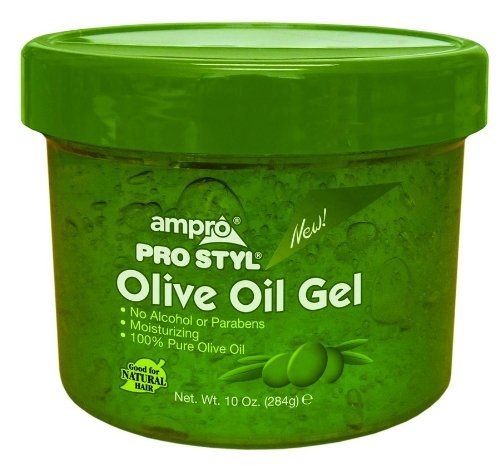 ampro®
New!
PRO STYL®
Olive Oil Gel
• No Alcohol or Parabens
• Moisturizing
• 100% Pure Olive Oil
Good for
NATURAL
HAIR
Net. Wt. 10 Oz. (284g) ℮